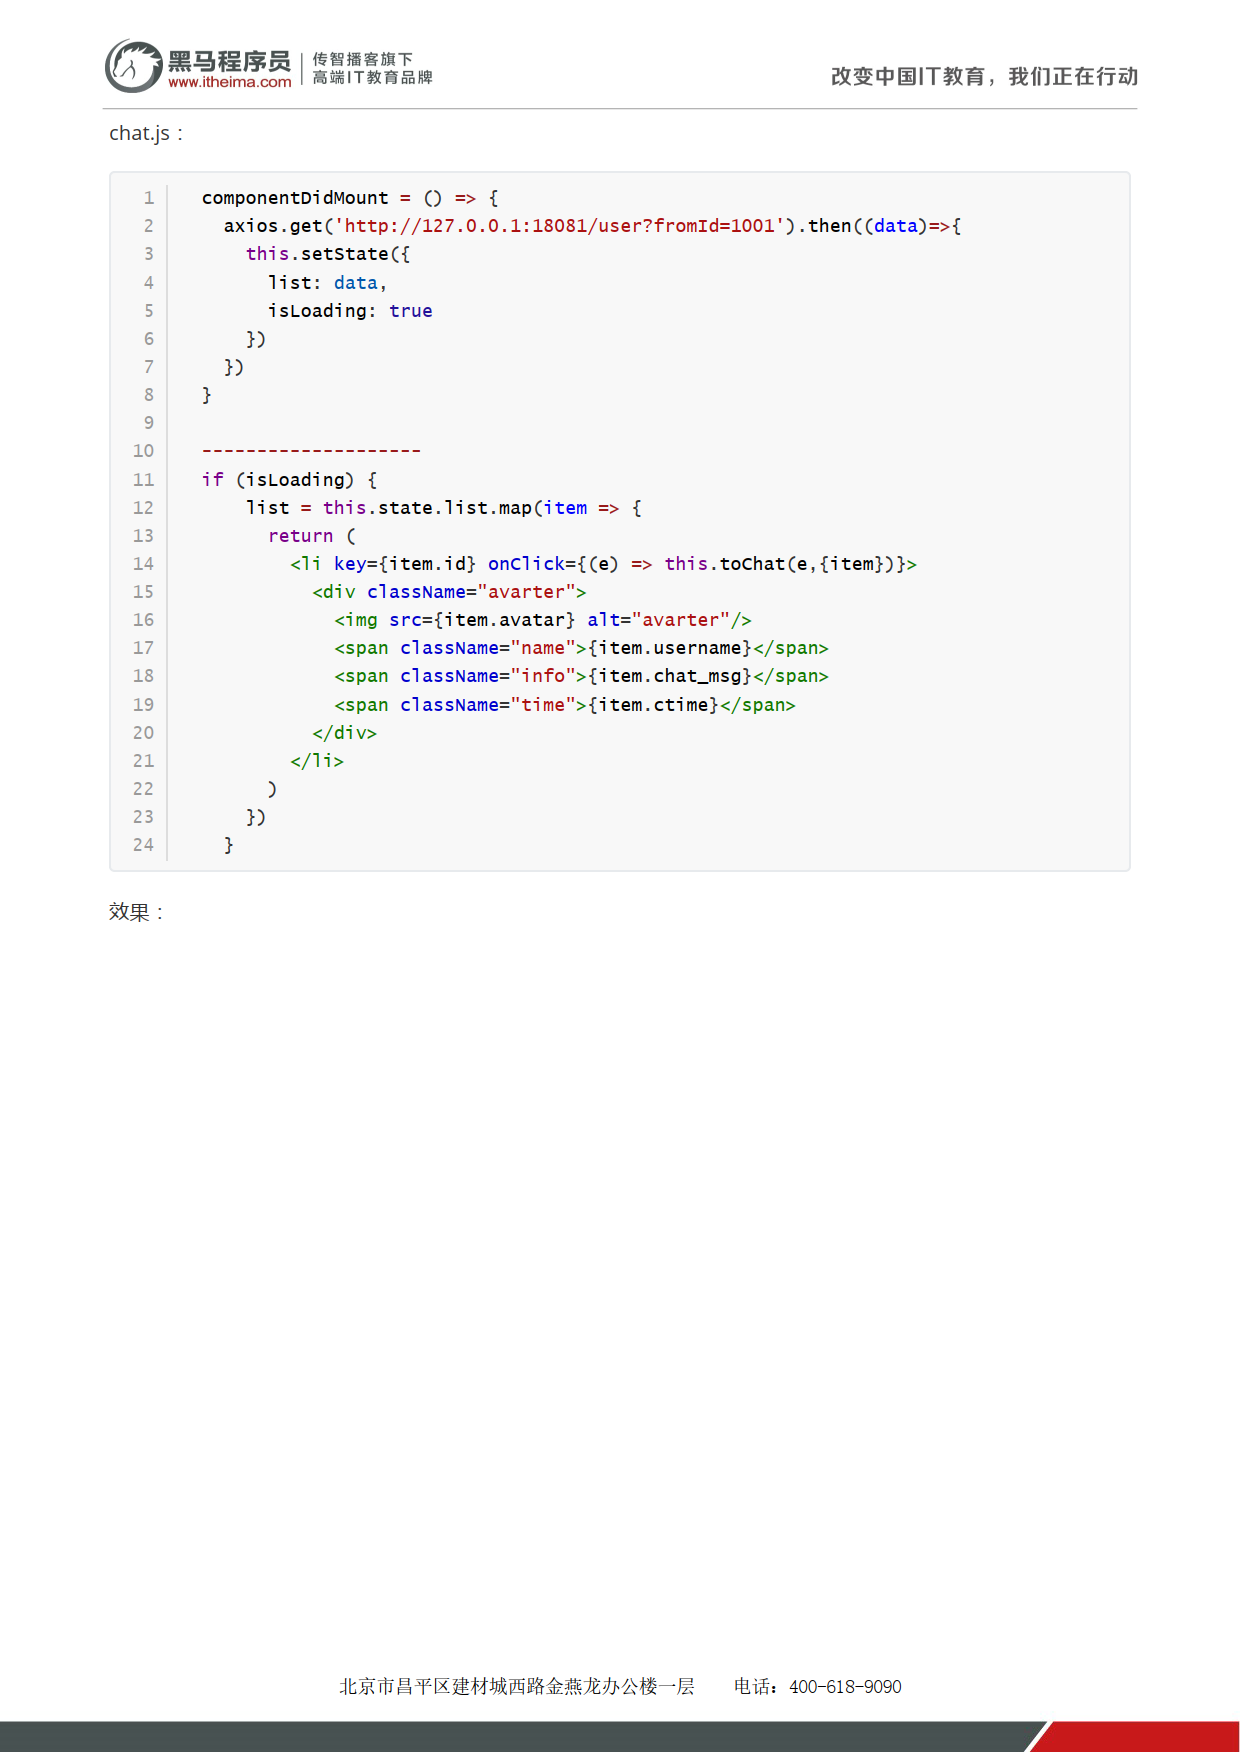 黑马程序员
www.itheima.com
传智播客旗下
高端IT教育品牌
改变中国IT教育，我们正在行动
chat.js：
1 componentDidMount = () => {
2 axios.get('http://127.0.0.1:18081/user?fromId=1001').then((data)=>{
3 this.setState({
4 list: data,
5 isLoading: true
6 })
7 })
8 }
9
10 --------------------
11 if (isLoading) {
12 list = this.state.list.map(item => {
13 return (
14 <li key={item.id} onClick={(e) => this.toChat(e,{item})}>
15 <div className="avarter">
16 <img src={item.avatar} alt="avarter"/>
17 <span className="name">{item.username}</span>
18 <span className="info">{item.chat_msg}</span>
19 <span className="time">{item.ctime}</span>
20 </div>
21 </li>
22 )
23 })
24 }
效果：
北京市昌平区建材城西路金燕龙办公楼一层 电话：400-618-9090